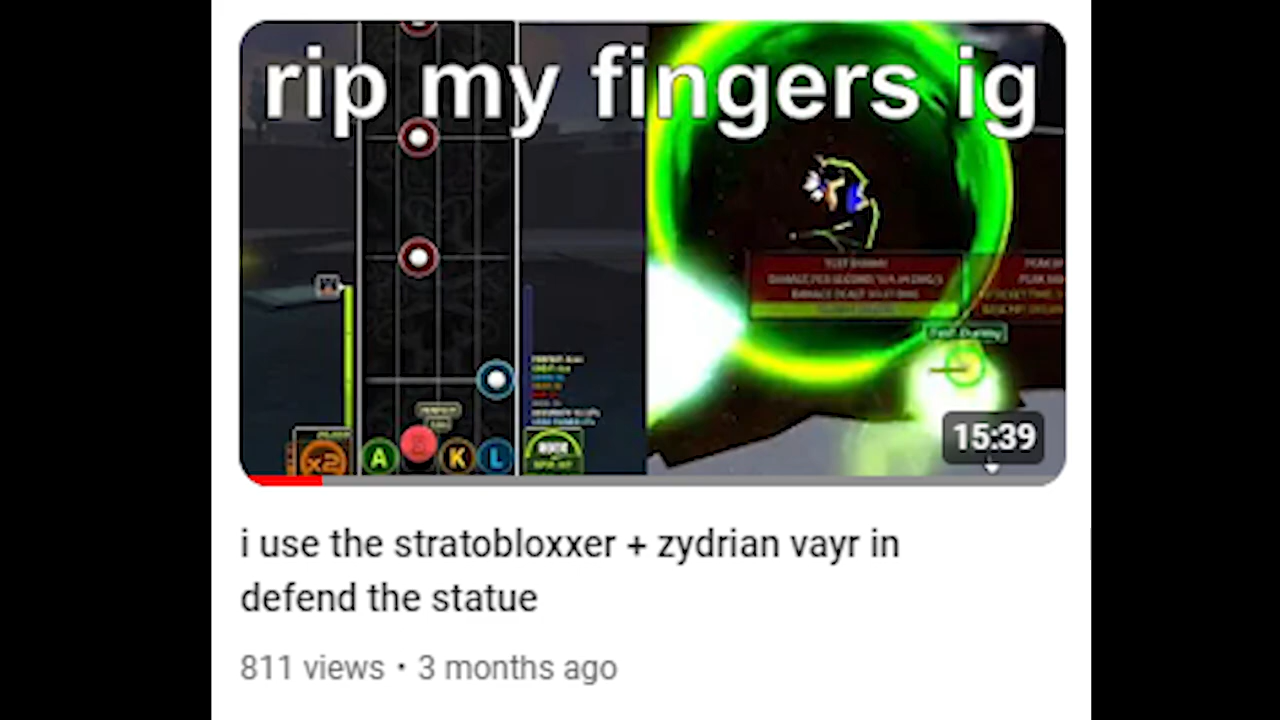 rip my fingers ig
x2
A
K
L
15:39
i use the stratobloxxer + zydrian vayr in
defend the statue
811 views • 3 months ago